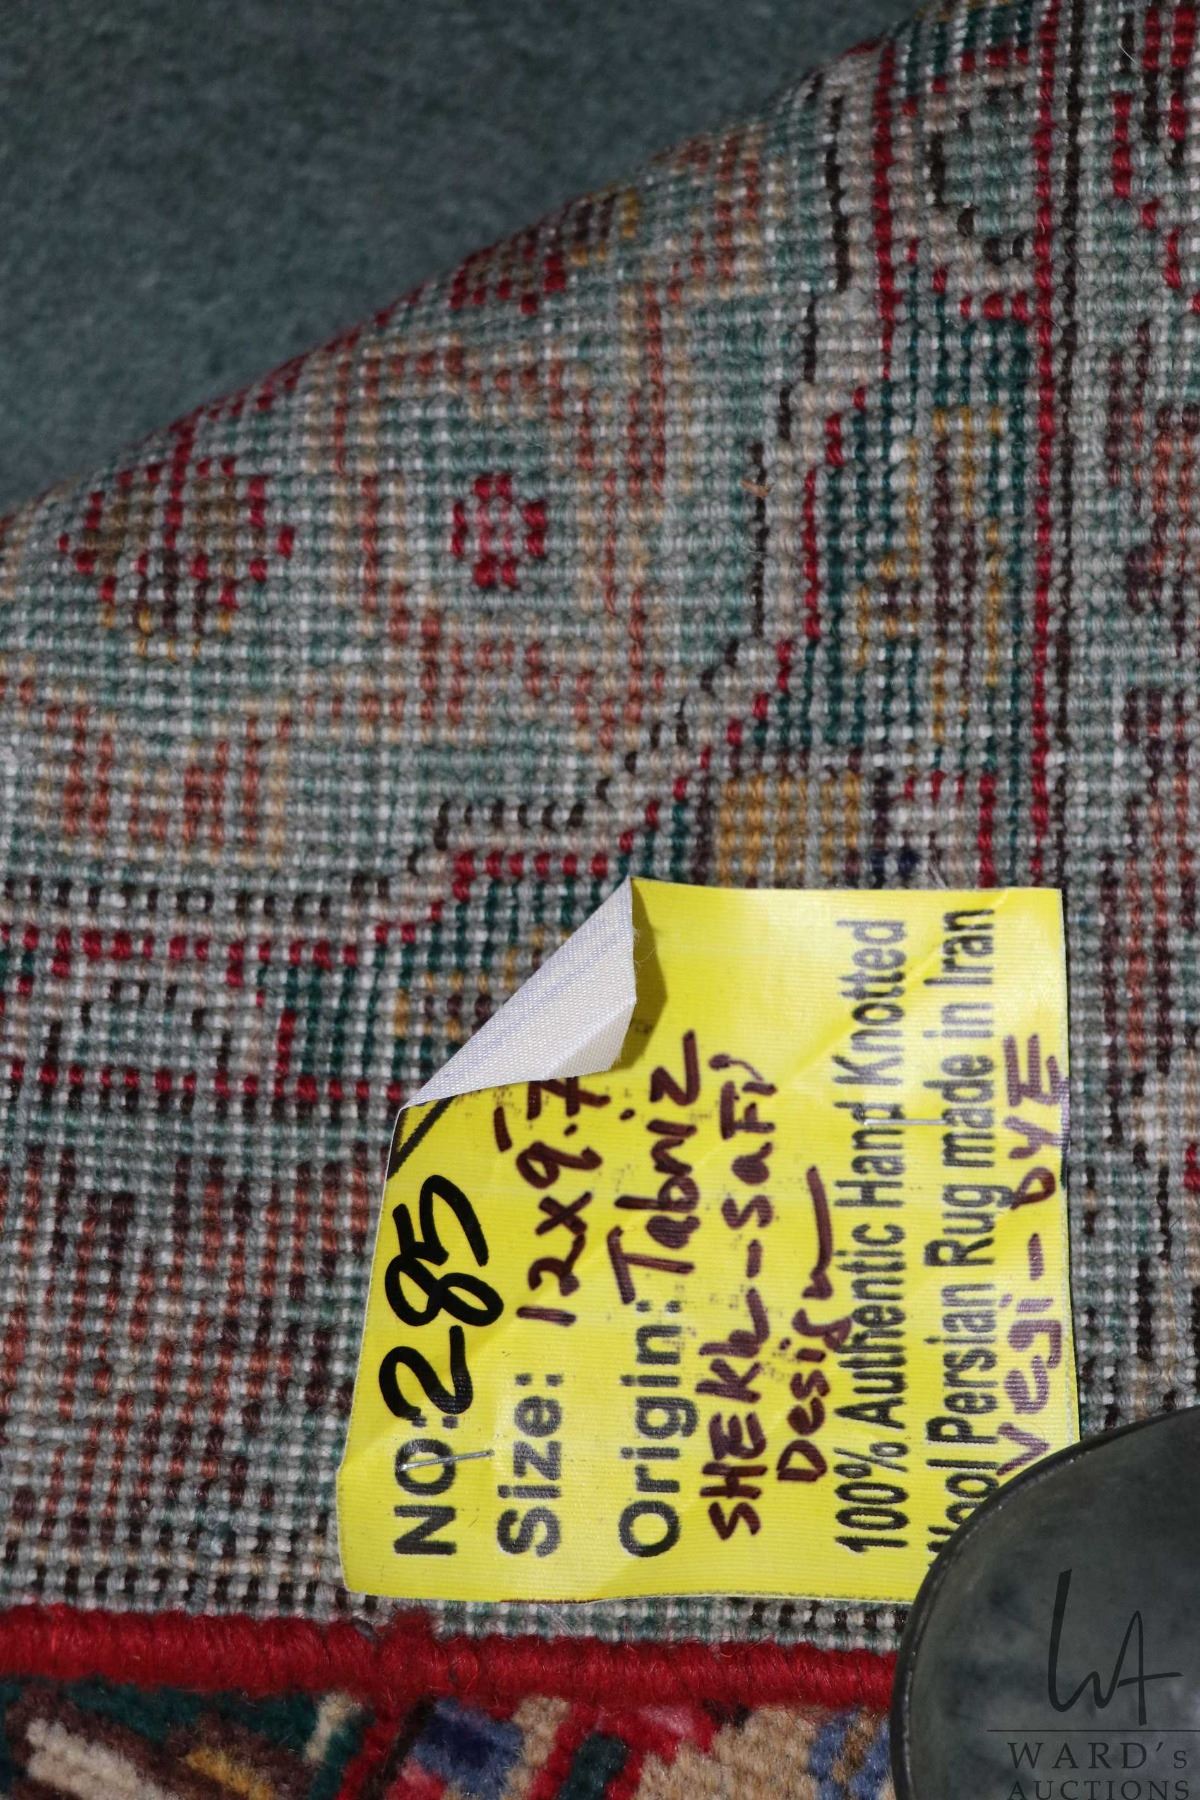 NO: 285
Size: 12x9.7
Origin: Tabriz
SHEKH-SaFi
Design
100% Authentic Hand Knotted
Wool Persian Rug made in Iran
vegi-DYE
WARD's
AUCTIONS